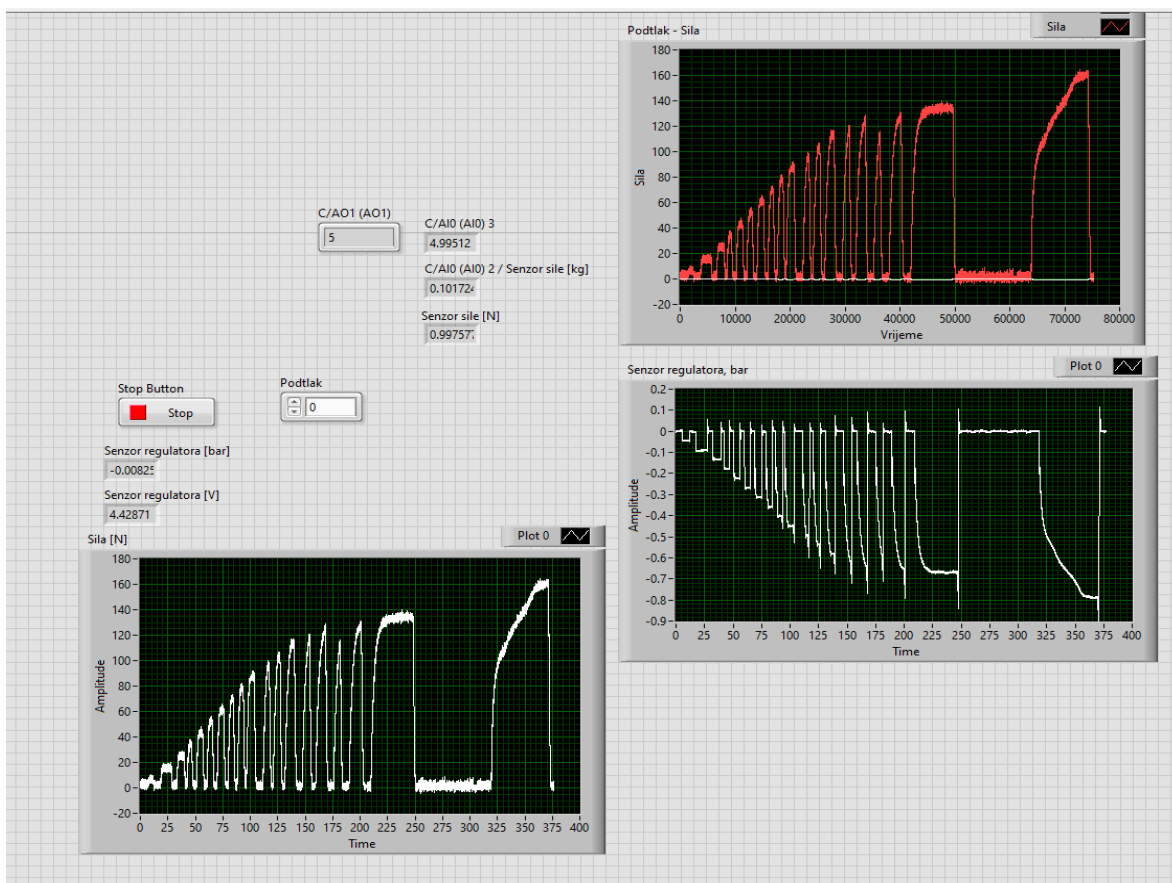 Podtlak - Sila
Sila
180
160
140
120
100
80
60
40
20
0
-20
Sila
0 10000 20000 30000 40000 50000 60000 70000 80000
Vrijeme
C/AO1 (AO1)
5
C/AI0 (AI0) 3
4.99512
C/AI0 (AI0) 2 / Senzor sile [kg]
0.101724
Senzor sile [N]
0.997577
Stop Button
Stop
Podtlak
0
Senzor regulatora [bar]
-0.00825
Senzor regulatora [V]
4.42871
Senzor regulatora, bar
Plot 0
0.2
0.1
0
-0.1
-0.2
-0.3
-0.4
-0.5
-0.6
-0.7
-0.8
-0.9
Amplitude
0 25 50 75 100 125 150 175 200 225 250 275 300 325 350 375 400
Time
Sila [N]
Plot 0
180
160
140
120
100
80
60
40
20
0
-20
Amplitude
0 25 50 75 100 125 150 175 200 225 250 275 300 325 350 375 400
Time